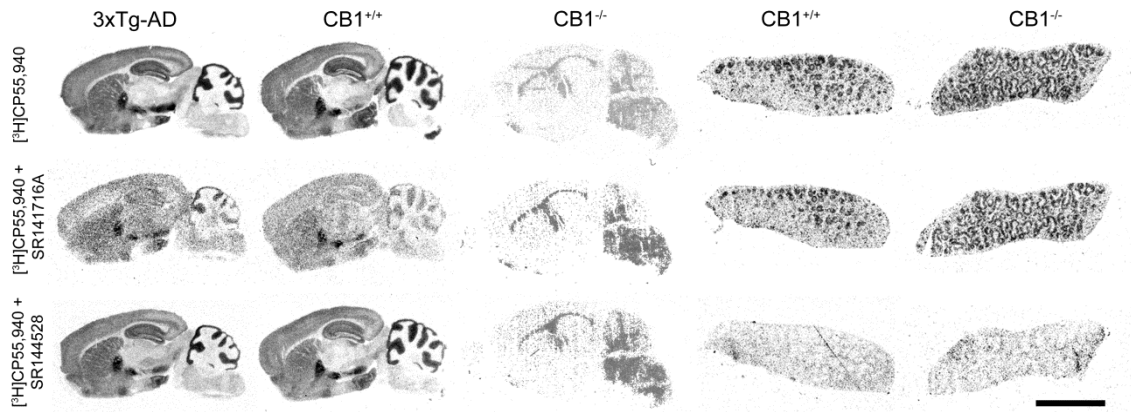 3xTg-AD CB1+/+ CB1-/- CB1+/+ CB1-/-
[³H]CP55,940
[³H]CP55,940 +
SR141716A
[³H]CP55,940 +
SR144528